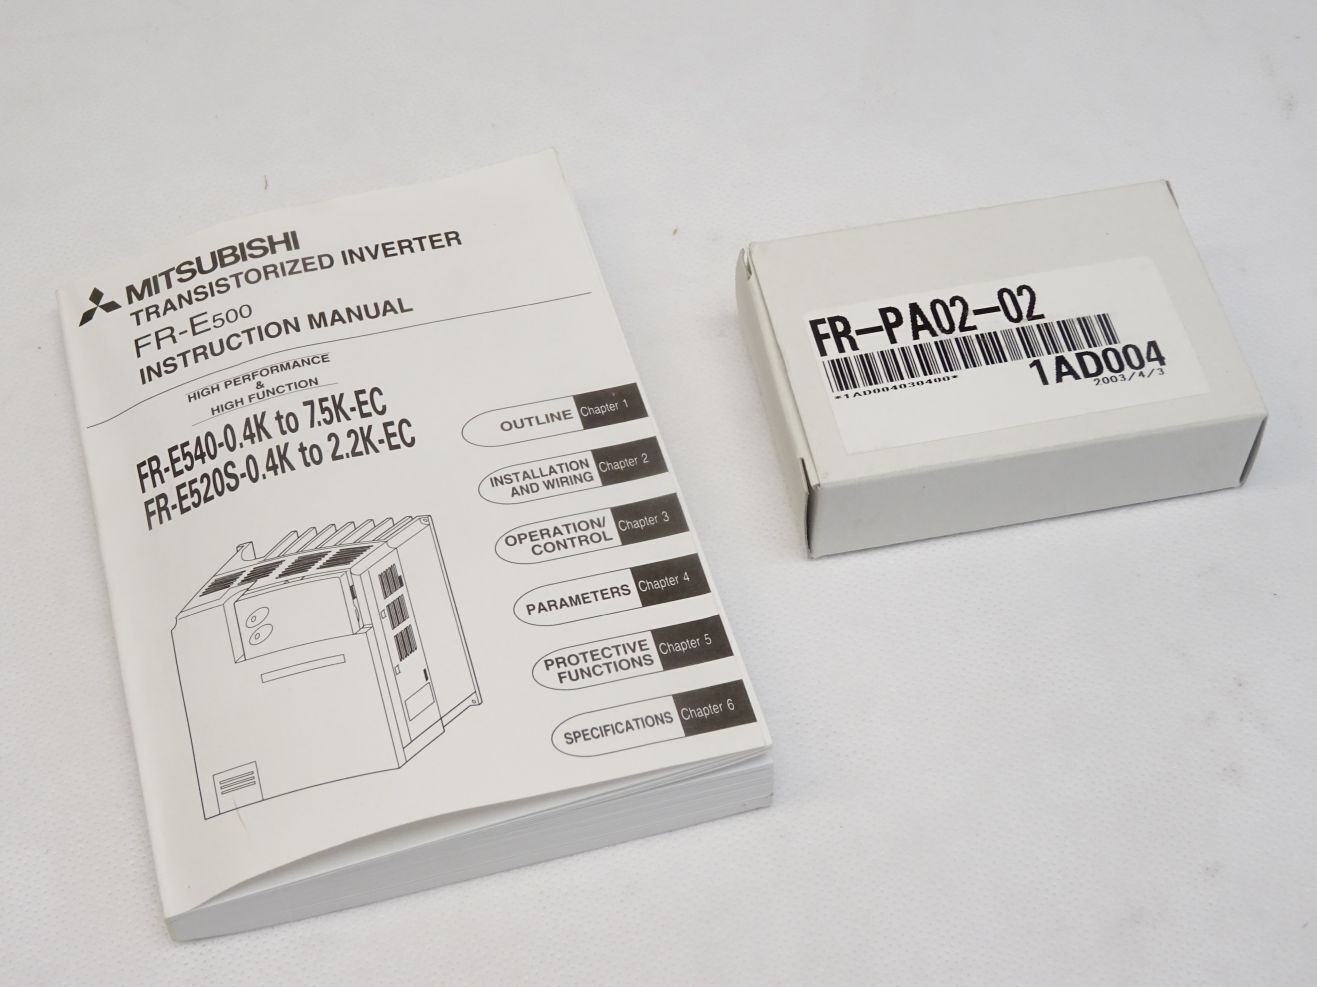 MITSUBISHI
TRANSISTORIZED INVERTER
FR-E500
INSTRUCTION MANUAL
HIGH PERFORMANCE
&
HIGH FUNCTION
FR-E540-0.4K to 7.5K-EC
FR-E520S-0.4K to 2.2K-EC
OUTLINE Chapter 1
INSTALLATION
AND WIRING Chapter 2
OPERATION/
CONTROL Chapter 3
PARAMETERS Chapter 4
PROTECTIVE
FUNCTIONS Chapter 5
SPECIFICATIONS Chapter 6
FR-PA02-02
1AD004
*1AD004030400*
2003/4/3